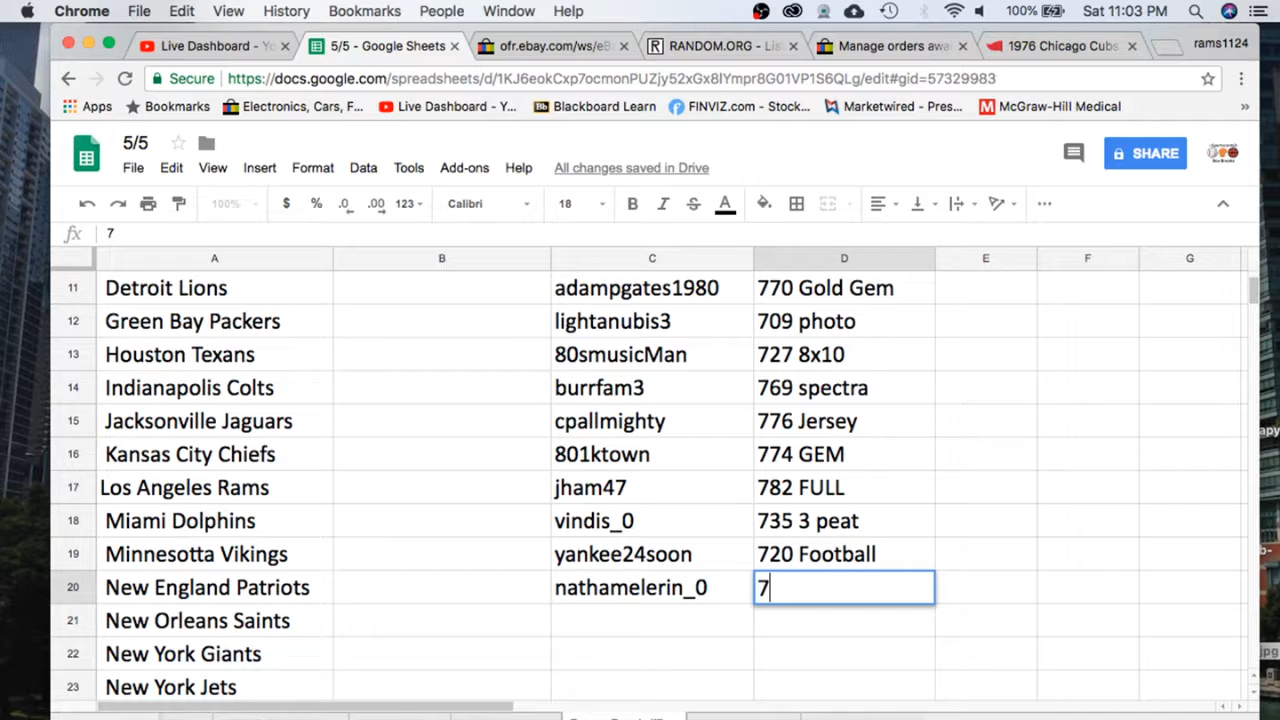 Chrome File Edit View History Bookmarks People Window Help 100% Sat 11:03 PM
Live Dashboard - Yo 5/5 - Google Sheets ofr.ebay.com/ws/eB RANDOM.ORG - Lis Manage orders awa 1976 Chicago Cubs rams1124
Secure https://docs.google.com/spreadsheets/d/1KJ6eokCxp7ocmonPUZjy52xGx8lYmpr8G01VP1S6QLg/edit#gid=57329983
Apps Bookmarks Electronics, Cars, F... Live Dashboard - Y... Blackboard Learn FINVIZ.com - Stock... Marketwired - Pres... McGraw-Hill Medical »
5/5
File Edit View Insert Format Data Tools Add-ons Help All changes saved in Drive SHARE
100% $ % .0 .00 123 Calibri 18 B I S A
fx 7
A B C D E F G
11 Detroit Lions adampgates1980 770 Gold Gem
12 Green Bay Packers lightanubis3 709 photo
13 Houston Texans 80smusicMan 727 8x10
14 Indianapolis Colts burrfam3 769 spectra
15 Jacksonville Jaguars cpallmighty 776 Jersey
16 Kansas City Chiefs 801ktown 774 GEM
17 Los Angeles Rams jham47 782 FULL
18 Miami Dolphins vindis_0 735 3 peat
19 Minnesotta Vikings yankee24soon 720 Football
20 New England Patriots nathamelerin_0 7
21 New Orleans Saints
22 New York Giants
23 New York Jets
apy
b-
jpg